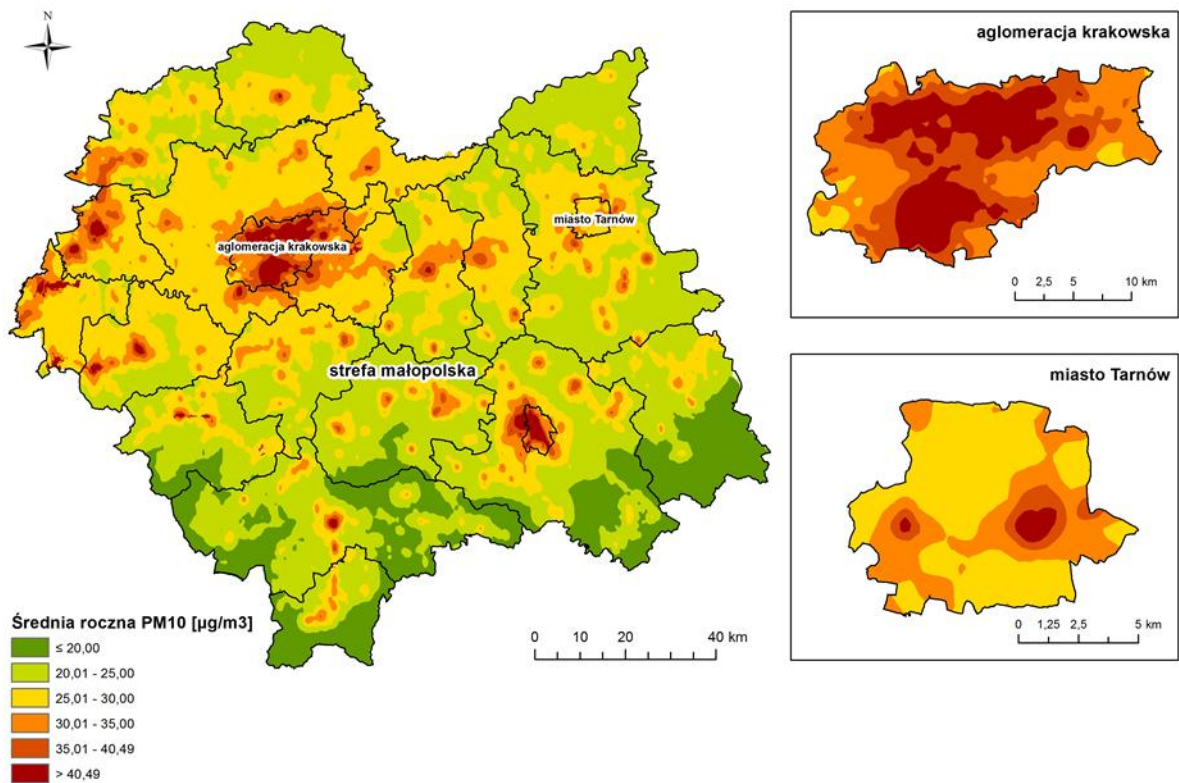 N
aglomeracja krakowska
miasto Tarnów
strefa małopolska
Średnia roczna PM10 [µg/m3]
≤ 20,00
20,01 - 25,00
25,01 - 30,00
30,01 - 35,00
35,01 - 40,49
> 40,49
0 10 20 40 km
aglomeracja krakowska
0 2,5 5 10 km
miasto Tarnów
0 1,25 2,5 5 km